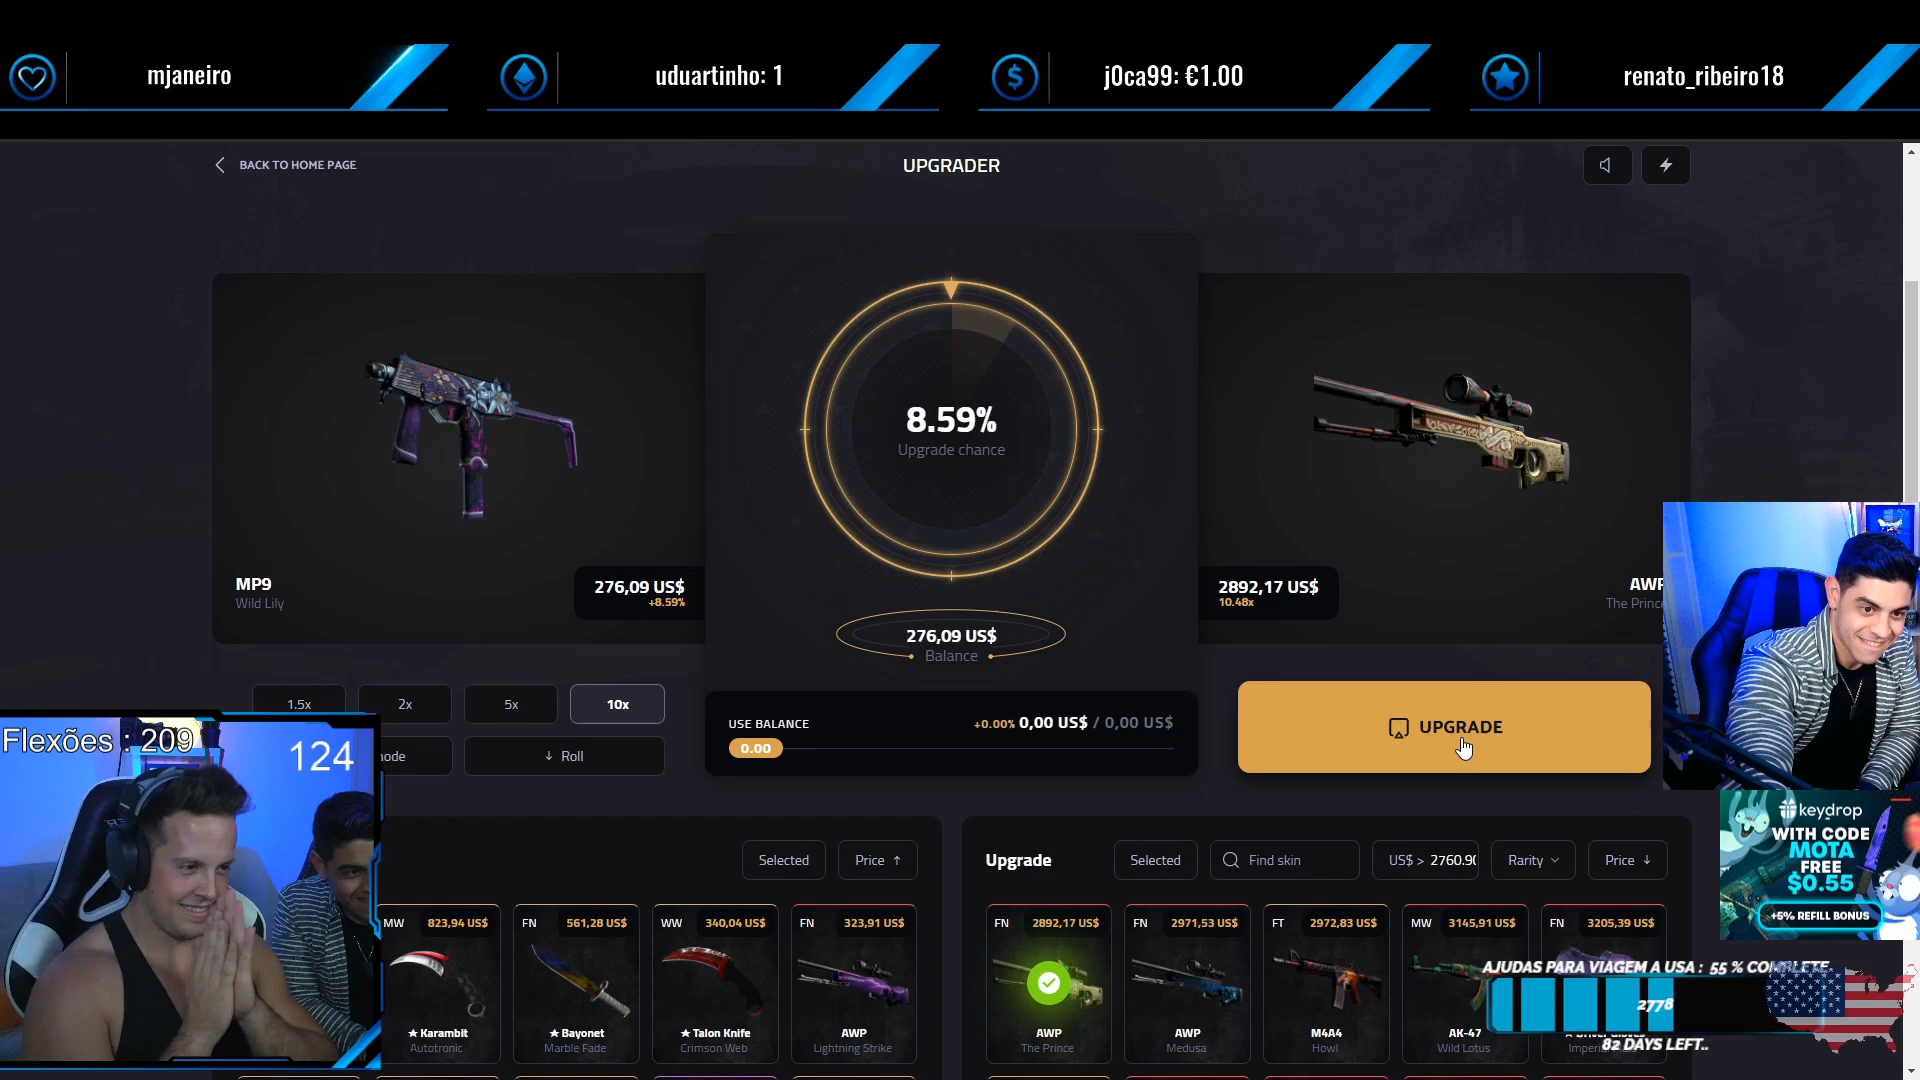 mjaneiro
uduartinho: 1
j0ca99: €1.00
renato_ribeiro18
BACK TO HOME PAGE
UPGRADER
8.59%
Upgrade chance
MP9
Wild Lily
276,09 US$
+8.59%
2892,17 US$
10.48x
AWP
The Prince
276,09 US$
Balance
1.5x
2x
5x
10x
USE BALANCE
+0.00% 0,00 US$ / 0,00 US$
0.00
UPGRADE
Roll
Flexões : 209
124
keydrop
WITH CODE
MOTA
FREE
$0.55
+5% REFILL BONUS
Selected
Price
Upgrade
Selected
Find skin
US$ > 2760.90
Rarity
Price
MW 823,94 US$
FN 561,28 US$
WW 340,04 US$
FN 323,91 US$
FN 2892,17 US$
FN 2971,53 US$
FT 2972,83 US$
MW 3145,91 US$
FN 3205,39 US$
★ Karambit
Autotronic
★ Bayonet
Marble Fade
★ Talon Knife
Crimson Web
AWP
Lightning Strike
AWP
The Prince
AWP
Medusa
M4A4
Howl
AK-47
Wild Lotus
AJUDAS PARA VIAGEM A USA : 55 % COMPLETE
2778
82 DAYS LEFT..